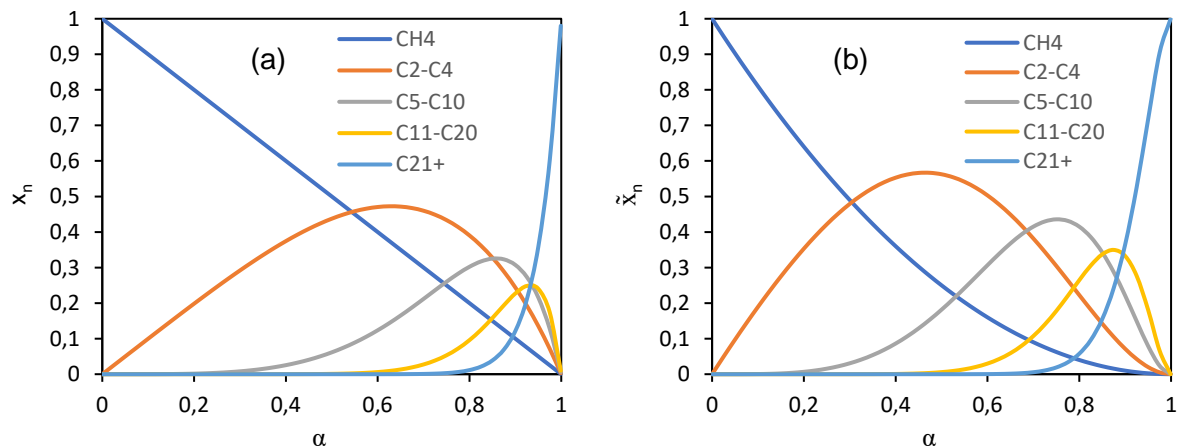 (a)
x_n
1
0,9
0,8
0,7
0,6
0,5
0,4
0,3
0,2
0,1
0
0 0,2 0,4 0,6 0,8 1
α
CH4
C2-C4
C5-C10
C11-C20
C21+
(b)
x̃_n
1
0,9
0,8
0,7
0,6
0,5
0,4
0,3
0,2
0,1
0
0 0,2 0,4 0,6 0,8 1
α
CH4
C2-C4
C5-C10
C11-C20
C21+